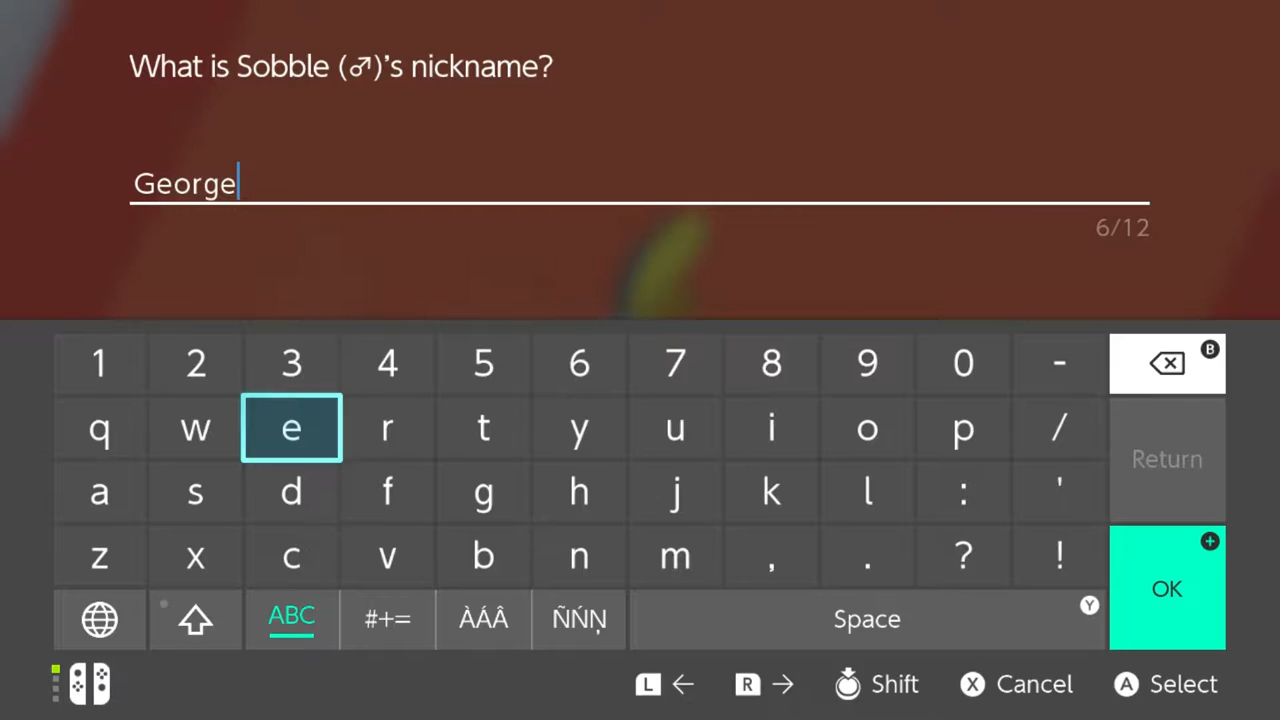 What is Sobble (♂)'s nickname?
George
6/12
1 2 3 4 5 6 7 8 9 0 - B
q w e r t y u i o p /
Return
a s d f g h j k l : '
z x c v b n m , . ? ! +
OK
ABC #+= ÀÁÂ ÑŃŅ Space Y
L ← R → Shift X Cancel A Select